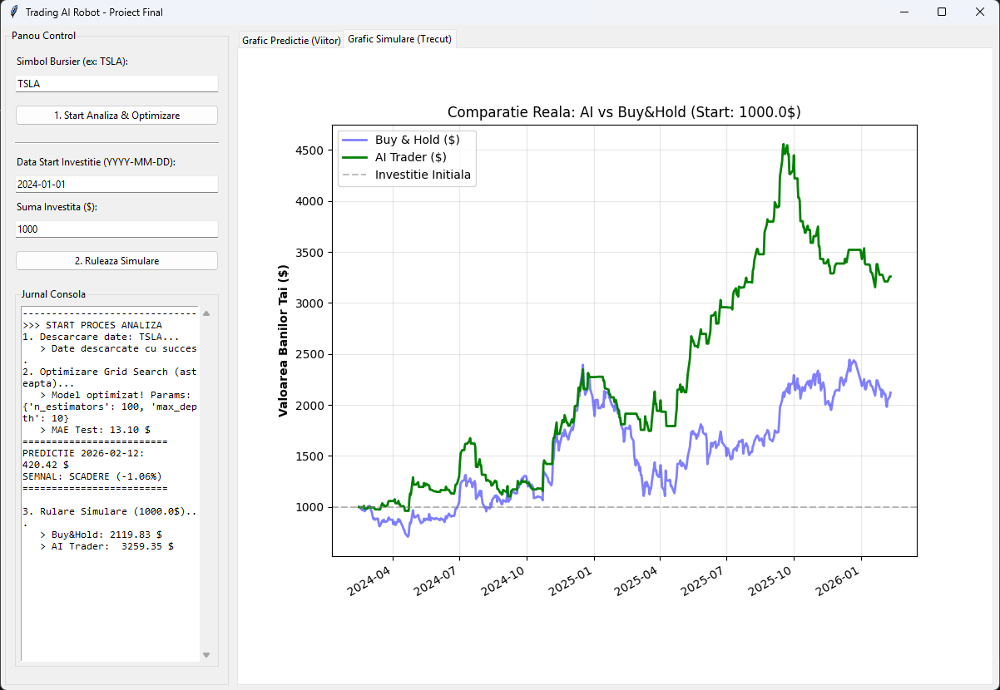 Trading AI Robot - Proiect Final
Panou Control
Simbol Bursier (ex: TSLA):
TSLA
1. Start Analiza & Optimizare
Data Start Investitie (YYYY-MM-DD):
2024-01-01
Suma Investita ($):
1000
2. Ruleaza Simulare
Jurnal Consola
------------------------------
>>> START PROCES ANALIZA
1. Descarcare date: TSLA...
> Date descarcate cu succes
.
2. Optimizare Grid Search (ast
eapta)...
> Model optimizat! Params:
{'n_estimators': 100, 'max_dep
th': 10}
> MAE Test: 13.10 $
=========================
PREDICTIE 2026-02-12:
420.42 $
SEMNAL: SCADERE (-1.06%)
=========================
3. Rulare Simulare (1000.0$)..
.
> Buy&Hold: 2119.83 $
> AI Trader:  3259.35 $
Grafic Predictie (Viitor)
Grafic Simulare (Trecut)
Comparatie Reala: AI vs Buy&Hold (Start: 1000.0$)
Buy & Hold ($)
AI Trader ($)
Investitie Initiala
Valoarea Banilor Tai ($)
4500
4000
3500
3000
2500
2000
1500
1000
2024-04
2024-07
2024-10
2025-01
2025-04
2025-07
2025-10
2026-01